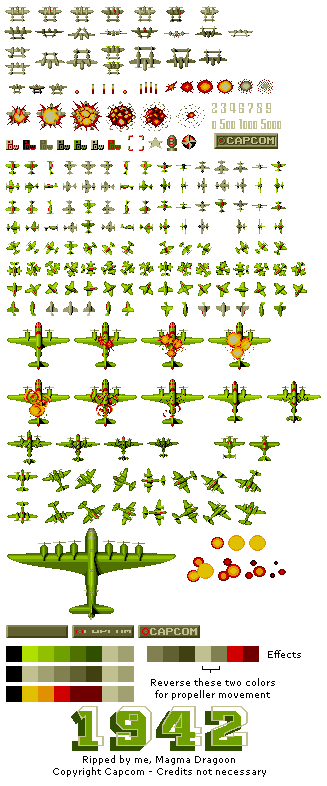 2 3 4 6 7 8 9
0 500 1000 5000
CAPCOM
CAPCOM
CAPCOM
Effects
Reverse these two colors
for propeller movement
1942
Ripped by me, Magma Dragoon
Copyright Capcom - Credits not necessary